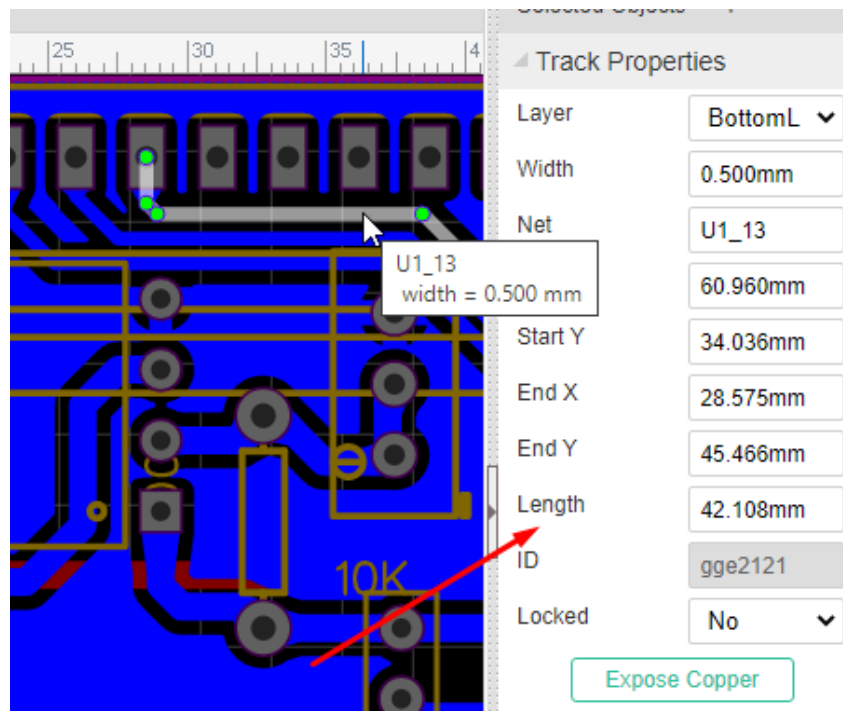 25 30 35 4
Track Properties
Layer BottomL
Width 0.500mm
Net U1_13
U1_13
width = 0.500 mm
60.960mm
Start Y 34.036mm
End X 28.575mm
End Y 45.466mm
Length 42.108mm
ID gge2121
10K
Locked No
Expose Copper